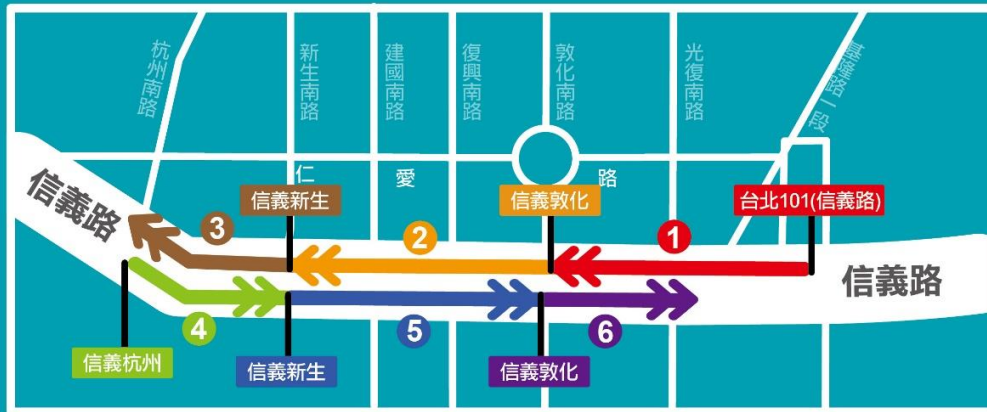 杭州南路
新生南路
建國南路
復興南路
敦化南路
光復南路
基隆路一段
仁愛路
信義路
信義新生
信義敦化
台北101(信義路)
3
2
1
信義路
4
5
6
信義杭州
信義新生
信義敦化